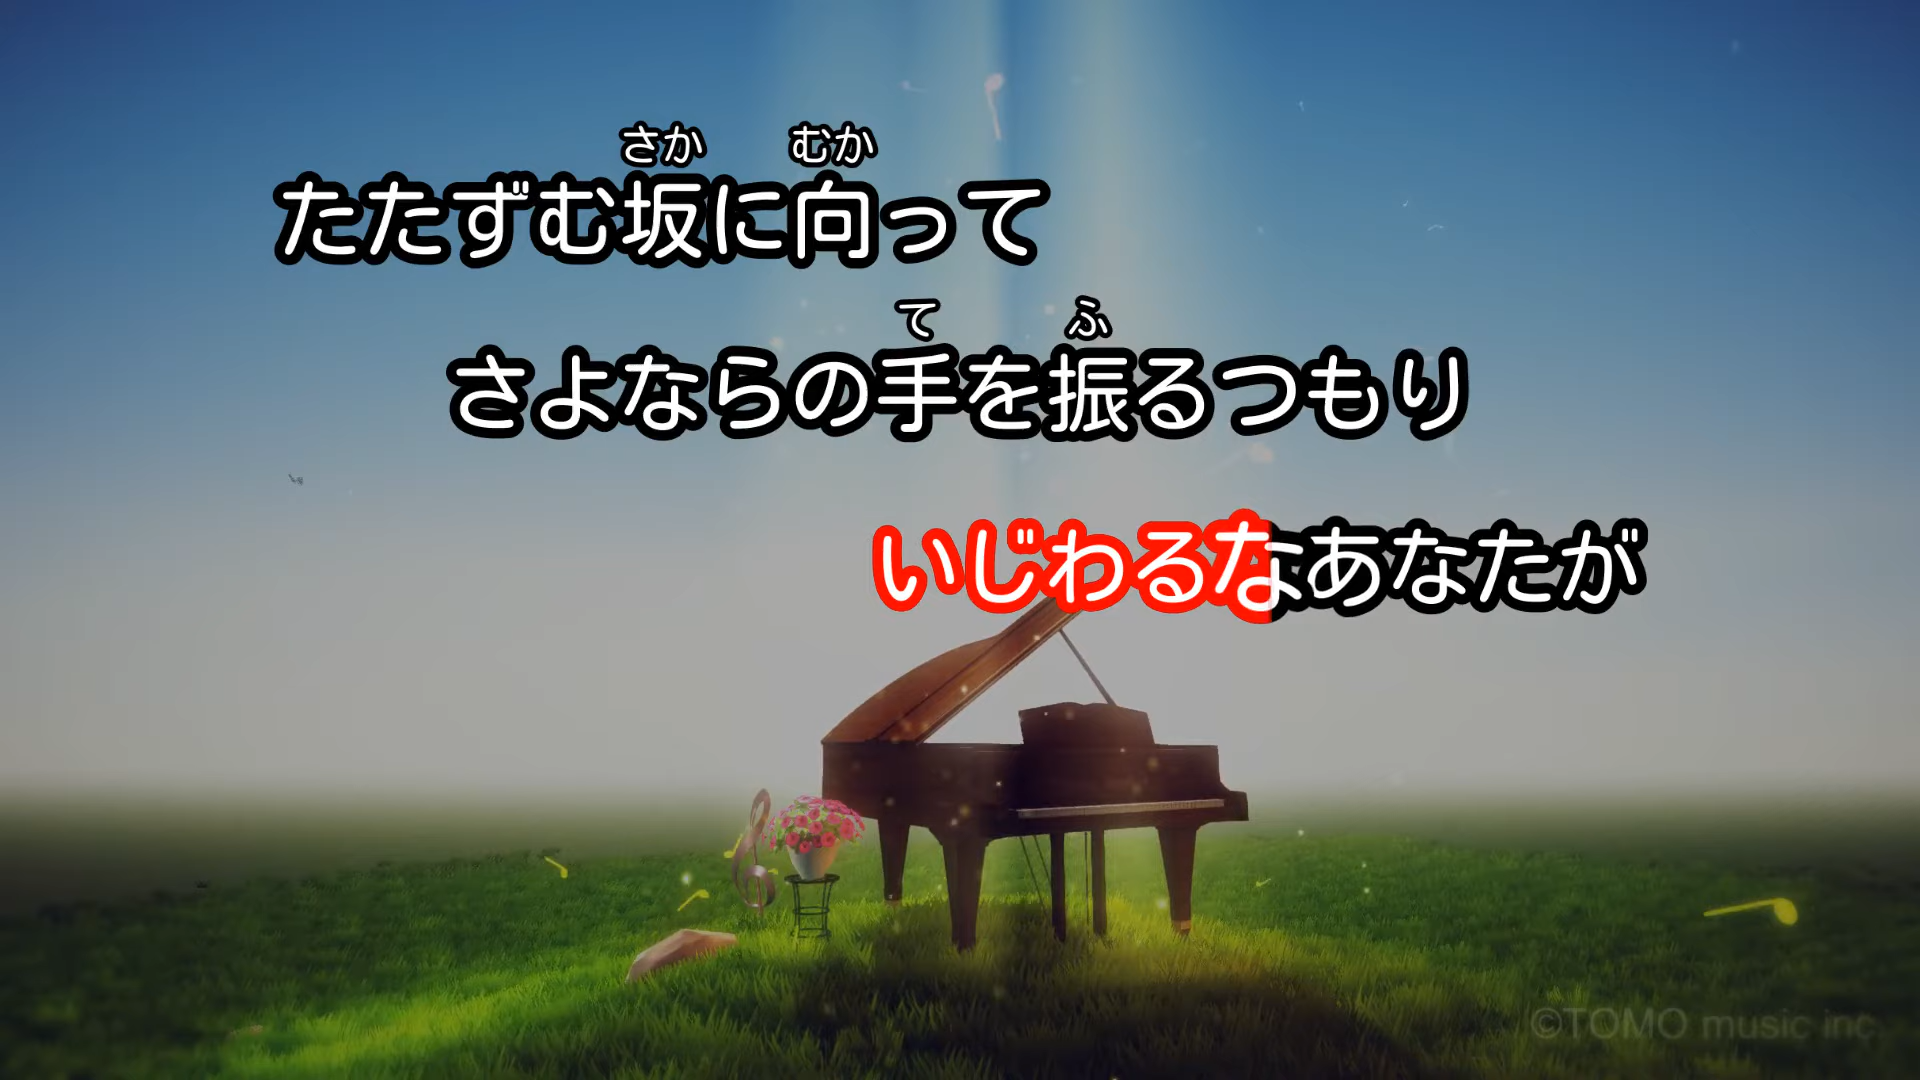 さか むか
たたずむ坂に向って
て ふ
さよならの手を振るつもり
いじわるなあなたが
©TOMO music inc